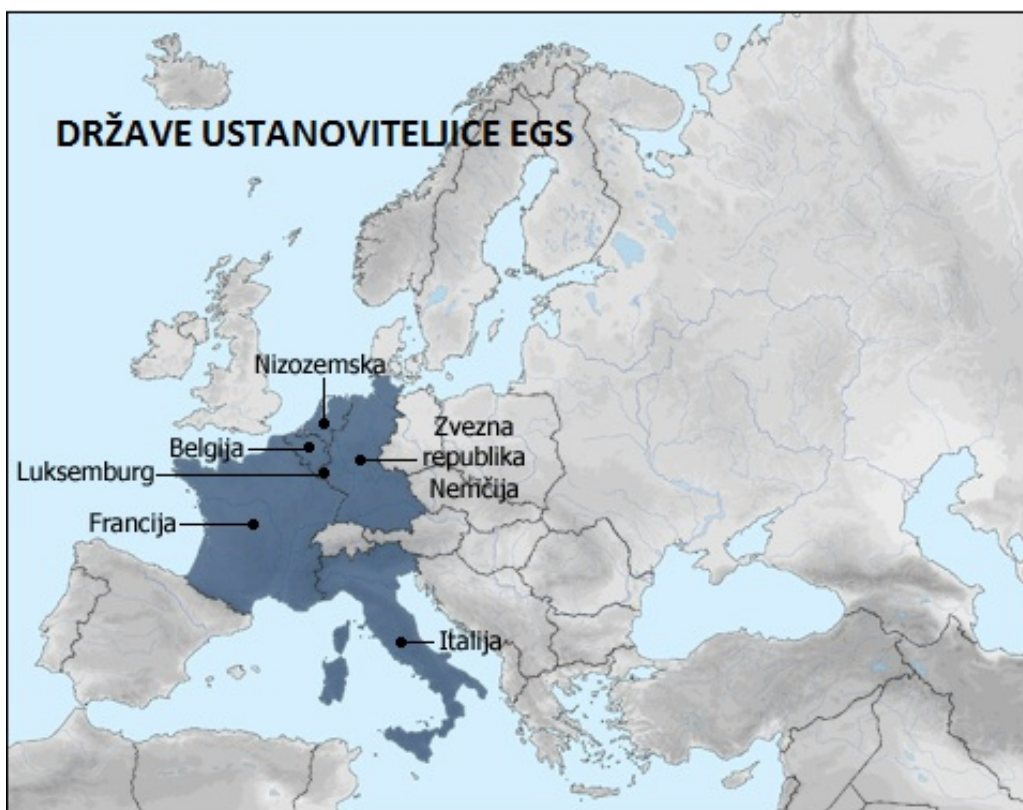 DRŽAVE USTANOVITELJICE EGS
Nizozemska
Belgija
Luksemburg
Zvezna
republika
Nemčija
Francija
Italija